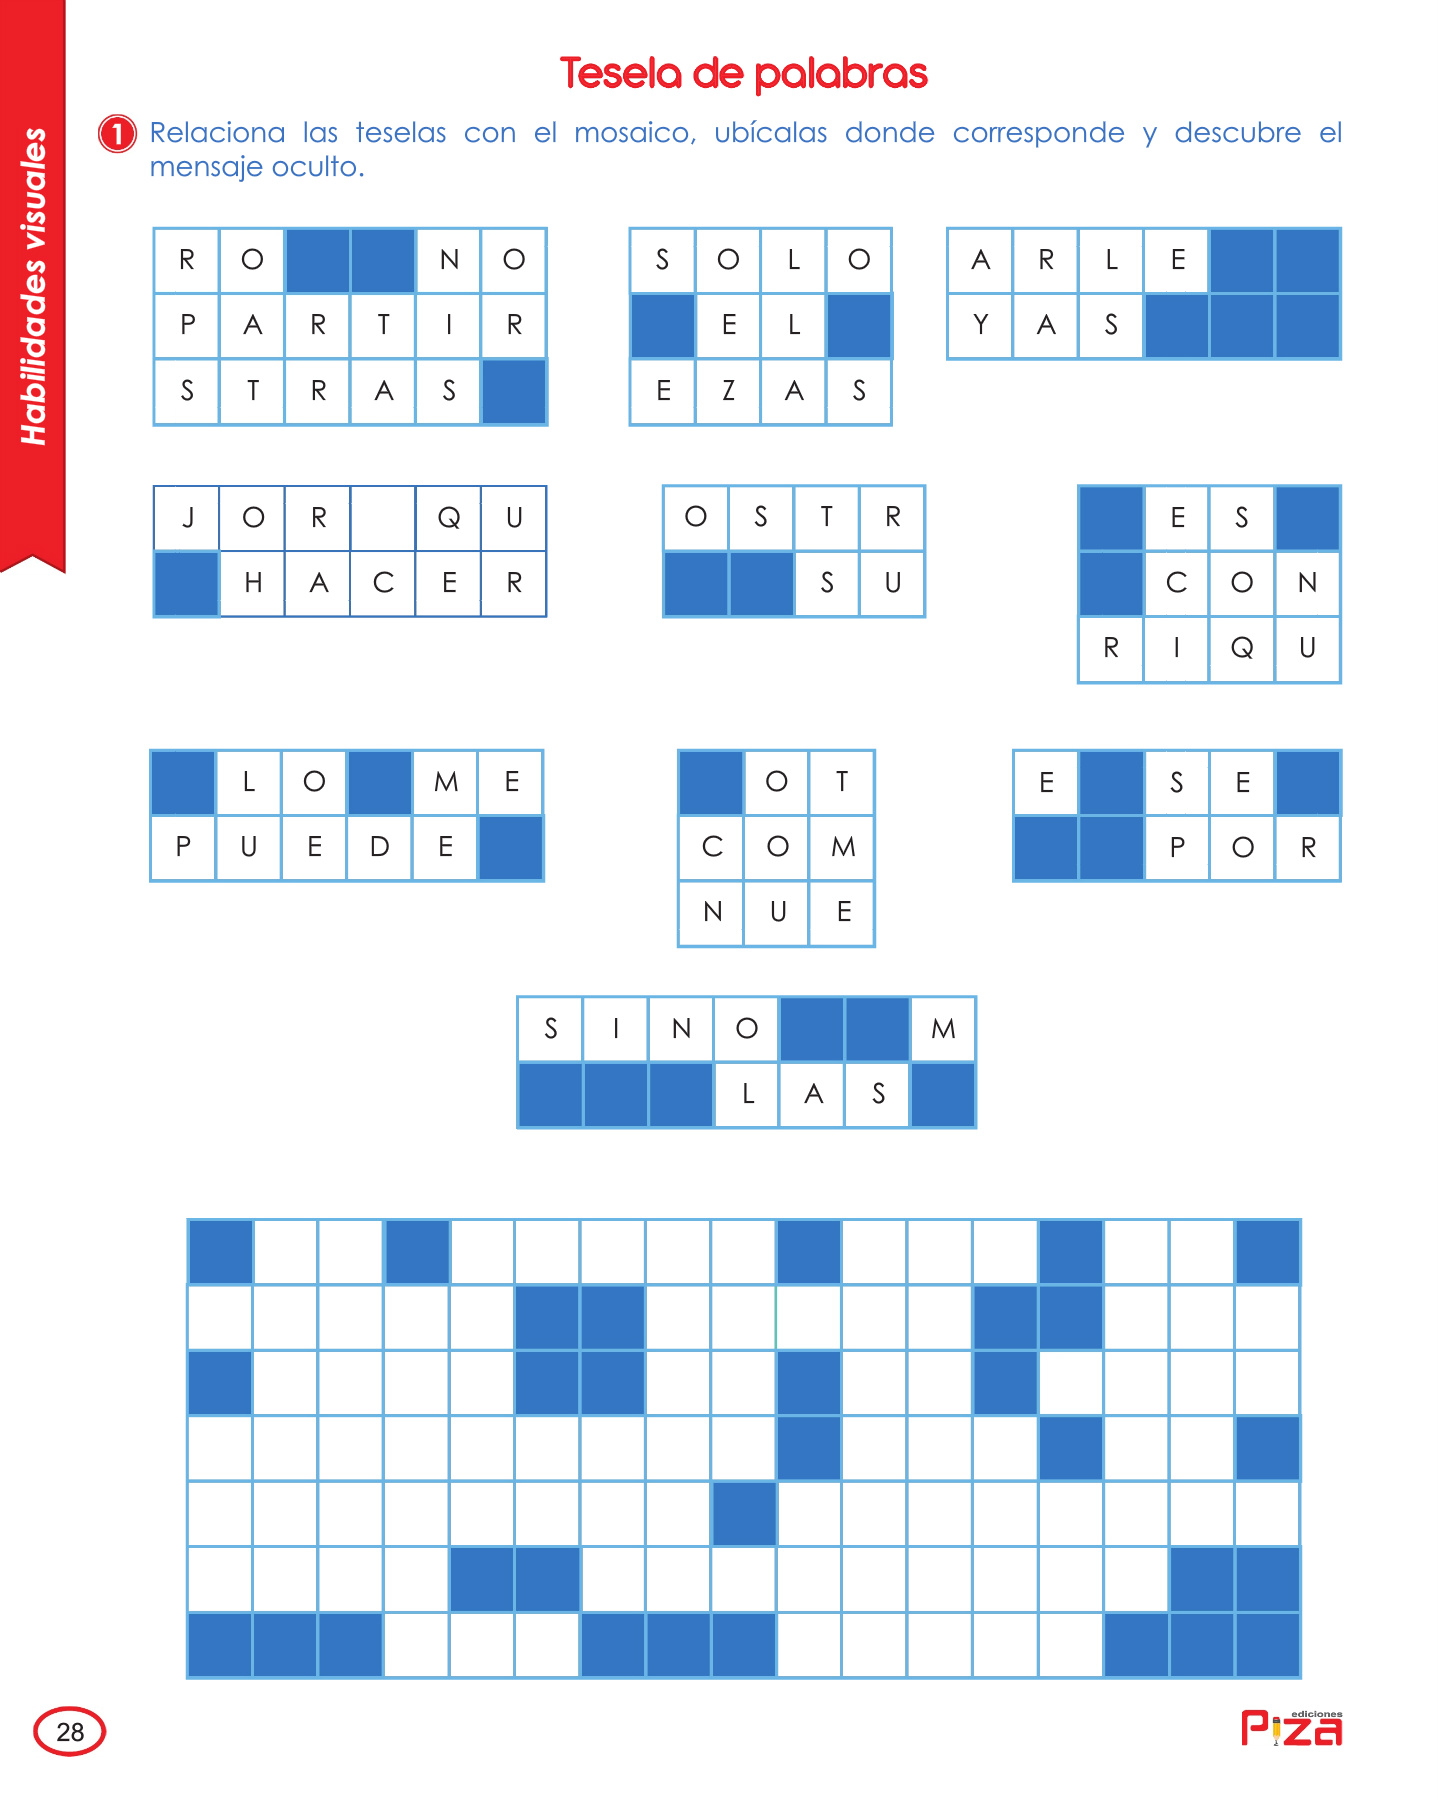 Tesela de palabras
Habilidades visuales
1 Relaciona las teselas con el mosaico, ubícalas donde corresponde y descubre el
mensaje oculto.
R O N O
P A R T I R
S T R A S
S O L O
E L
E Z A S
A R L E
Y A S
J O R Q U
H A C E R
O S T R
S U
E S
C O N
R I Q U
L O M E
P U E D E
O T
C O M
N U E
E S E
P O R
S I N O M
L A S
28
ediciones
Piza